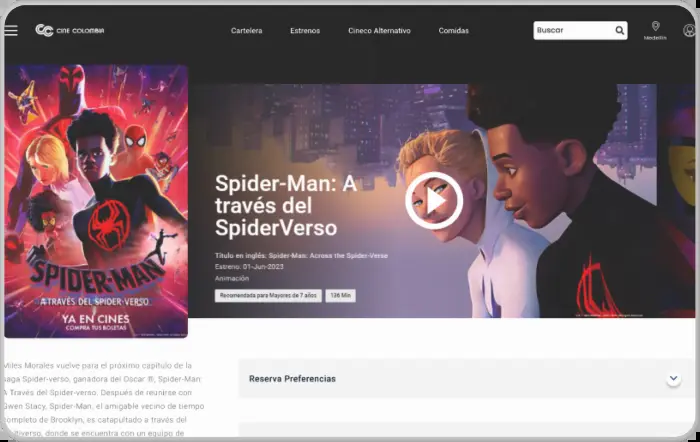 CINE COLOMBIA
Cartelera
Estrenos
Cineco Alternativo
Comidas
Buscar
Medellín
SPIDER-MAN
A TRAVÉS DEL SPIDER-VERSO
YA EN CINES
COMPRA TUS BOLETAS
Spider-Man: A
través del
SpiderVerso
Título en inglés: Spider-Man: Across the Spider-Verse
Estreno: 01-Jun-2023
Animación
Recomendada para Mayores de 7 años
136 Min
Miles Morales vuelve para el próximo capítulo de la
saga Spider-verso, ganadora del Oscar ®, Spider-Man:
A Través del Spider-verso. Después de reunirse con
Gwen Stacy, Spider-Man, el amigable vecino de tiempo
completo de Brooklyn, es catapultado a través del
Multiverso, donde se encuentra con un equipo de
Reserva Preferencias